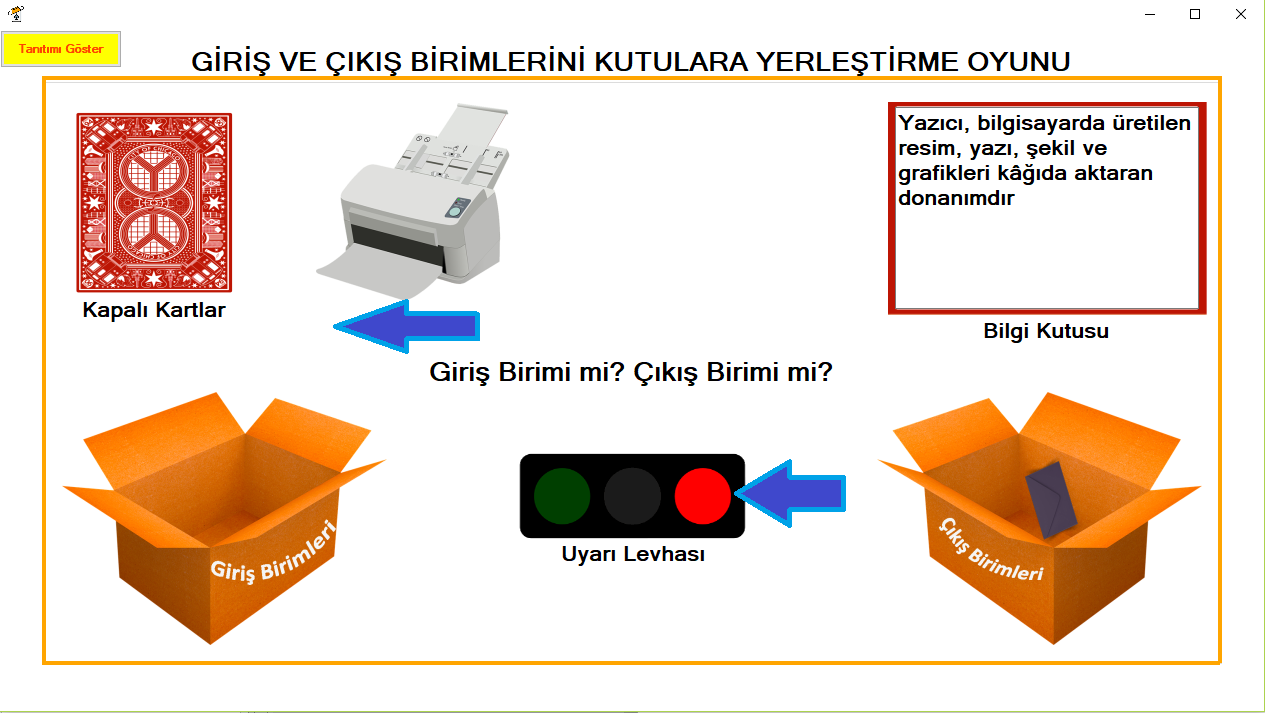 Tanıtımı Göster
GİRİŞ VE ÇIKIŞ BİRİMLERİNİ KUTULARA YERLEŞTİRME OYUNU
Kapalı Kartlar
Yazıcı, bilgisayarda üretilen
resim, yazı, şekil ve
grafikleri kâğıda aktaran
donanımdır
Bilgi Kutusu
Giriş Birimi mi? Çıkış Birimi mi?
Giriş Birimleri
Uyarı Levhası
Çıkış Birimleri